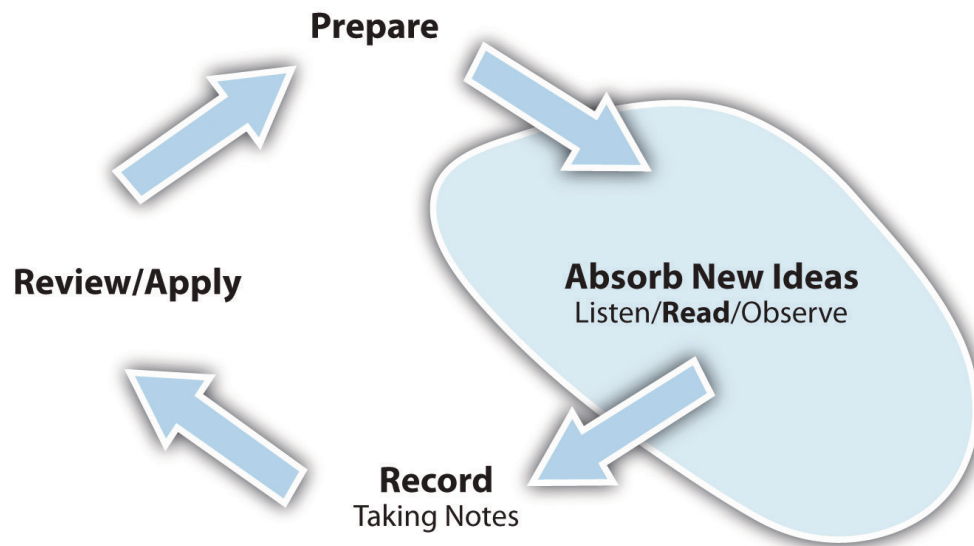 Prepare
Absorb New Ideas
Listen/Read/Observe
Review/Apply
Record
Taking Notes